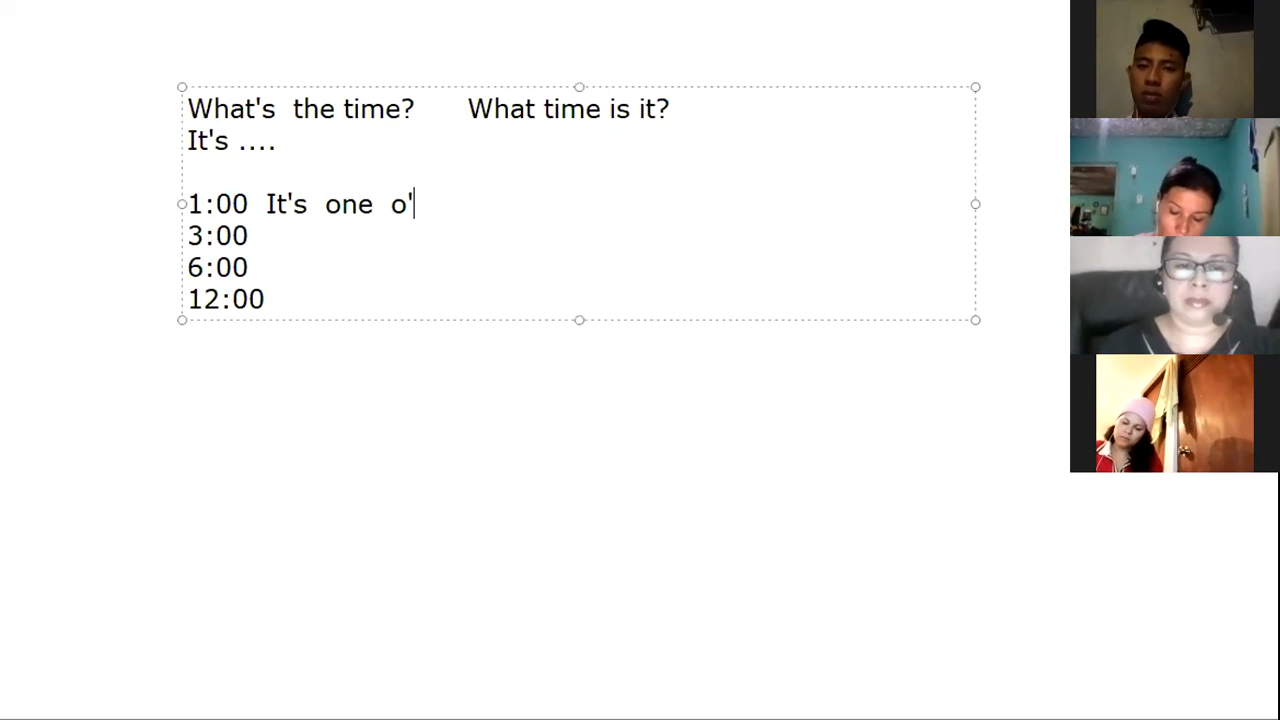 What's the time? What time is it?
It's ....
1:00 It's one o'
3:00
6:00
12:00